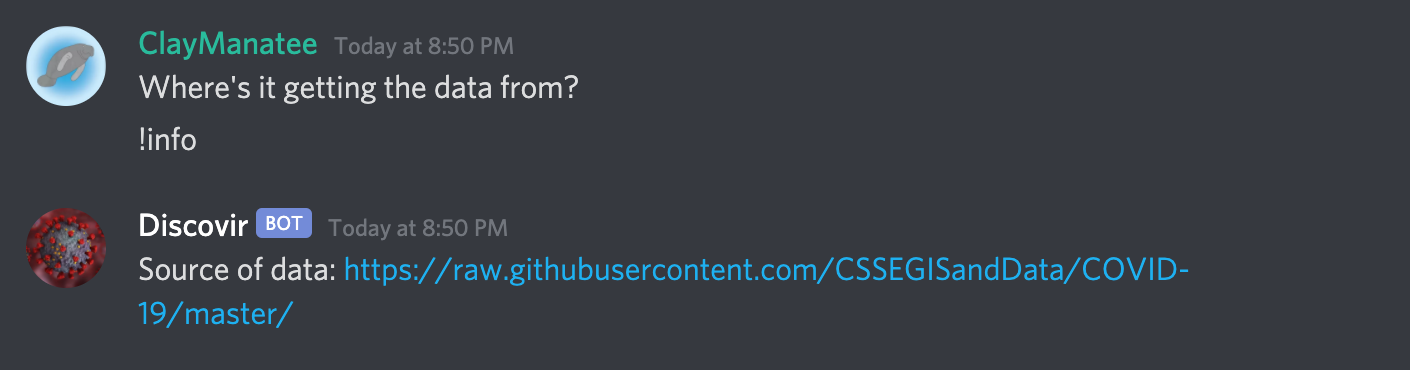 ClayManatee Today at 8:50 PM
Where's it getting the data from?
!info
Discovir BOT Today at 8:50 PM
Source of data: https://raw.githubusercontent.com/CSSEGISandData/COVID-
19/master/